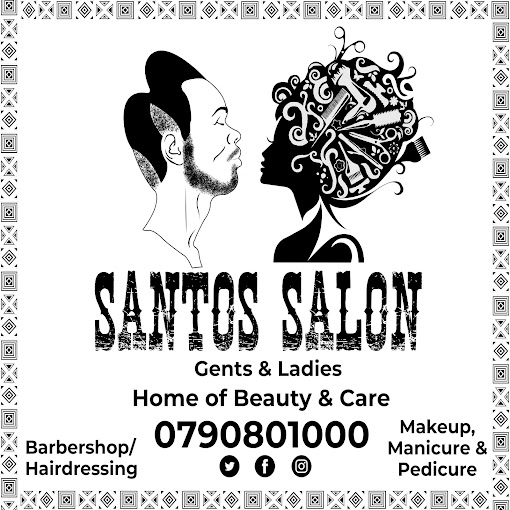 SANTOS SALON
Gents & Ladies
Home of Beauty & Care
0790801000
Barbershop/
Hairdressing
Makeup,
Manicure &
Pedicure